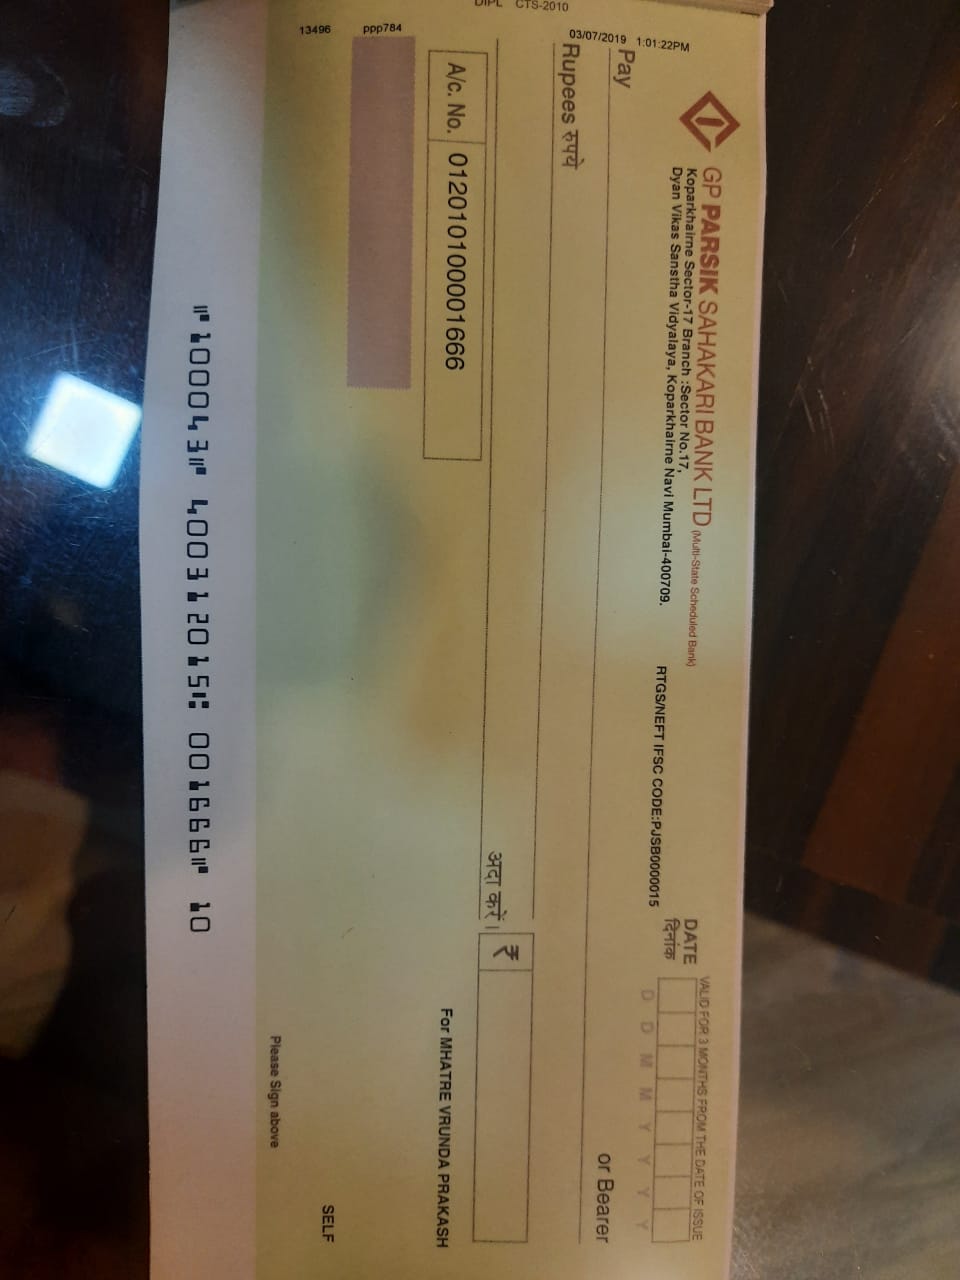 GP PARSIK SAHAKARI BANK LTD (Multi-State Scheduled Bank)
Koparkhairne Sector-17 Branch :Sector No.17,
Dyan Vikas Sanstha Vidyalaya, Koparkhairne Navi Mumbai-400709.
RTGS/NEFT IFSC CODE:PJSB0000015
VALID FOR 3 MONTHS FROM THE DATE OF ISSUE
DATE
दिनांक
D D M M Y Y Y Y
Pay
or Bearer
Rupees रुपये
अदा करें।
₹
A/c. No. 012010100001666
For MHATRE VRUNDA PRAKASH
SELF
Please Sign above
⑈100043⑈ 400312015⑆ 001666⑈ 10
03/07/2019 1:01:22PM
CTS-2010
ppp784
13496